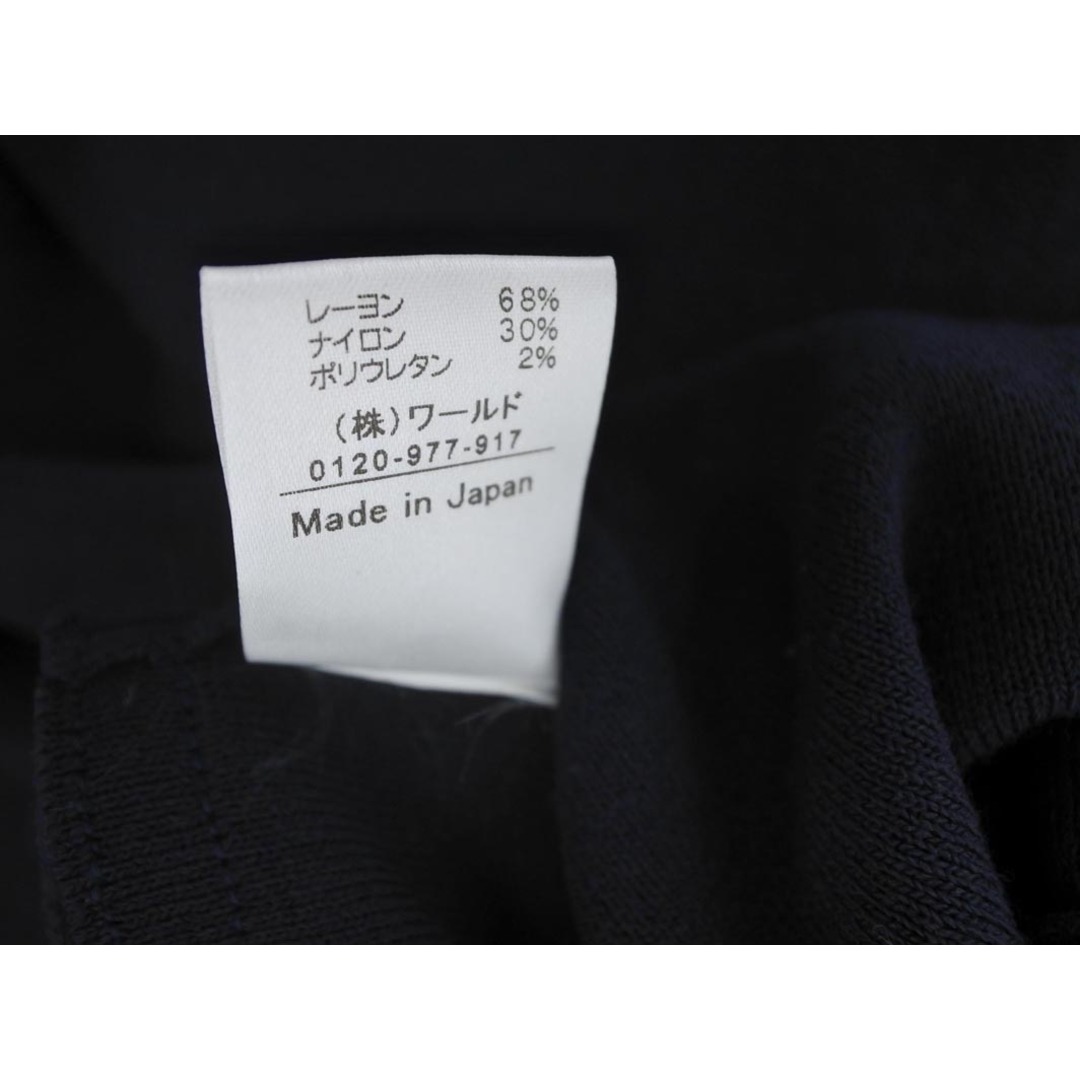 レーヨン 68%
ナイロン 30%
ポリウレタン 2%
(株)ワールド
0120-977-917
Made in Japan